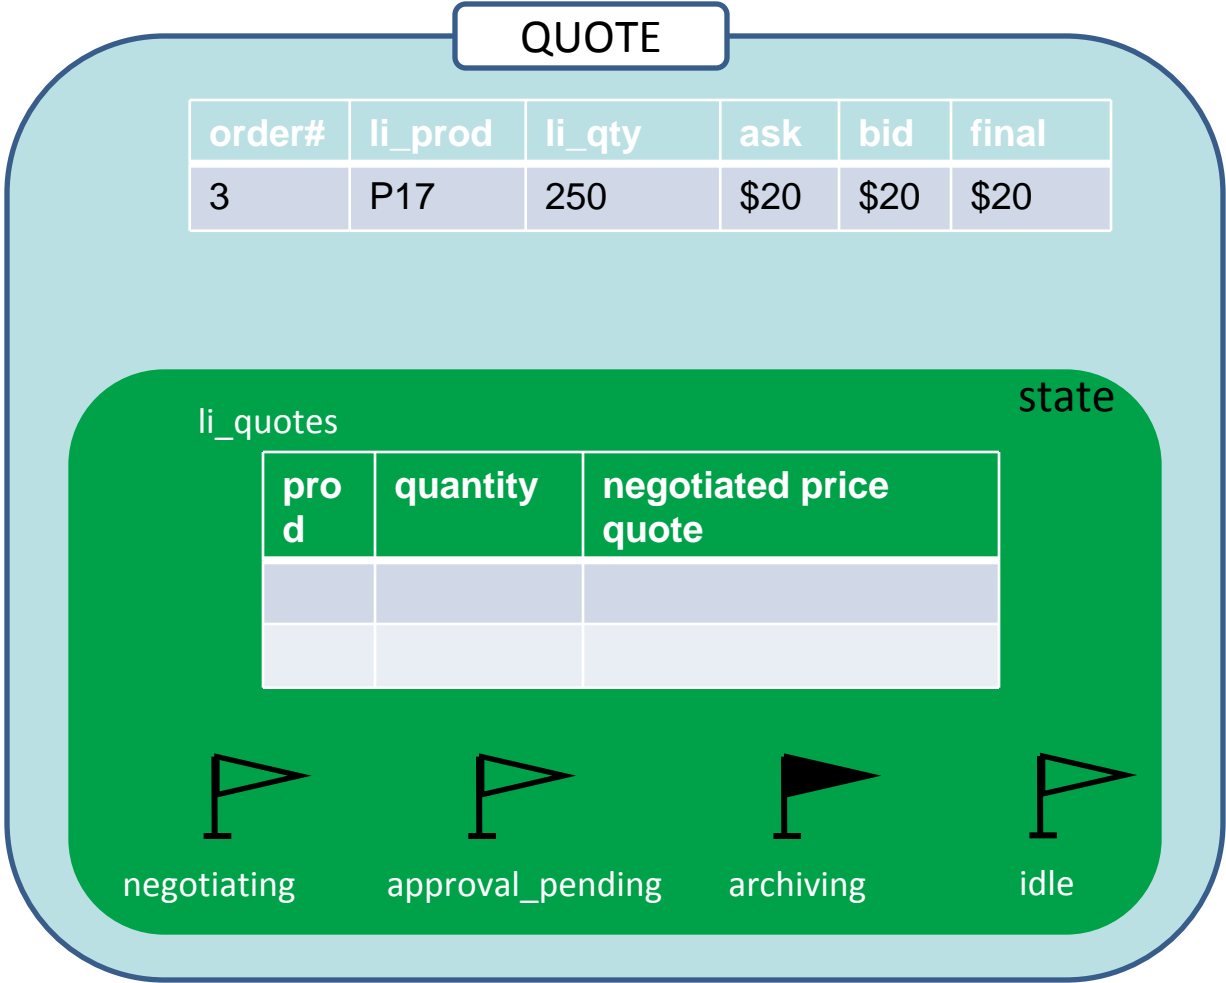 QUOTE
order# li_prod li_qty ask bid final
3 P17 250 $20 $20 $20
state
li_quotes
pro quantity negotiated price
d quote
negotiating approval_pending archiving idle